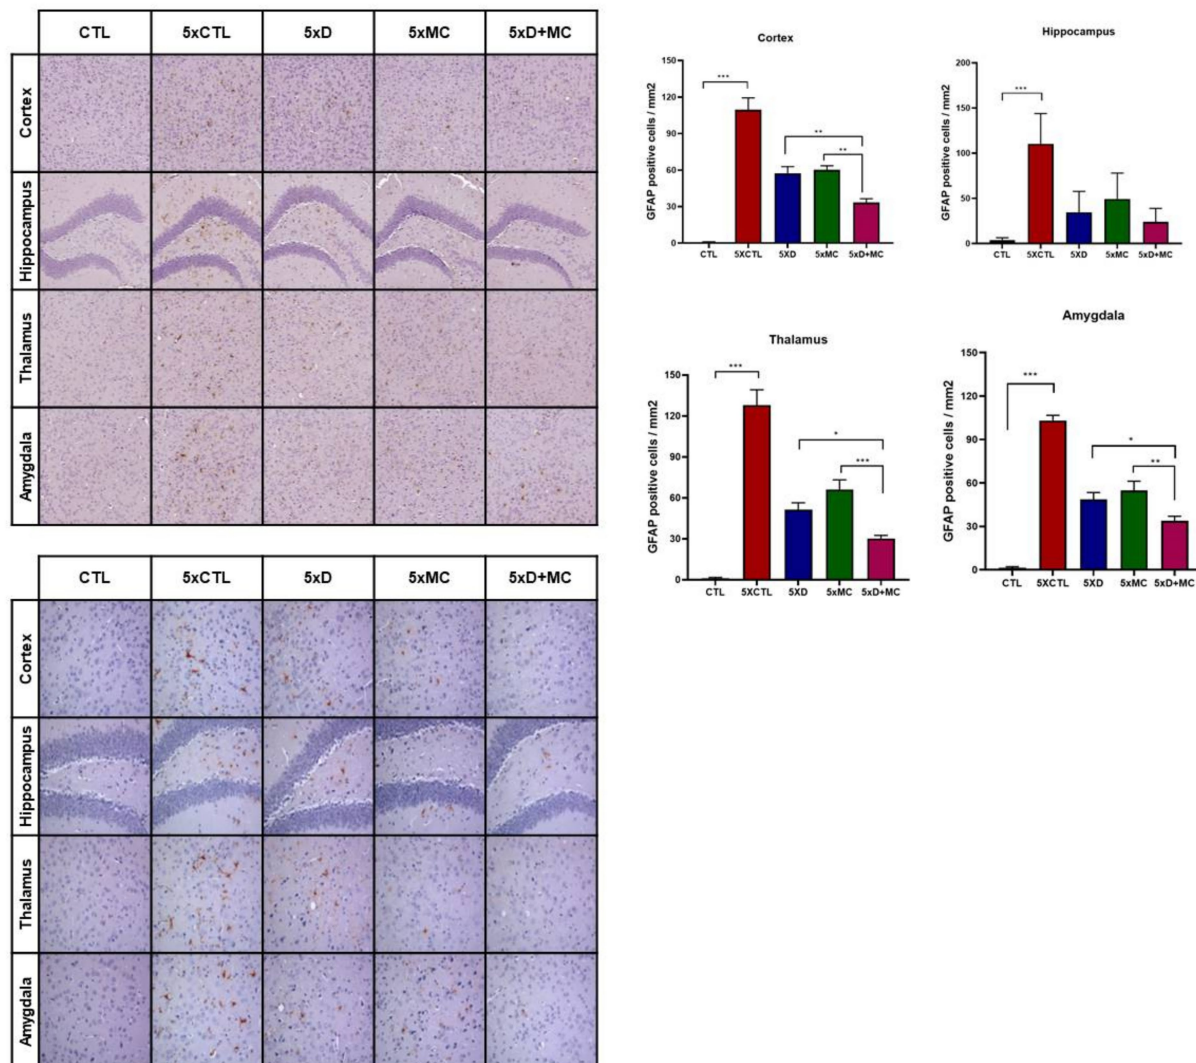 CTL 5xCTL 5xD 5xMC 5xD+MC
Cortex
Hippocampus
Thalamus
Amygdala
CTL 5xCTL 5xD 5xMC 5xD+MC
Cortex
Hippocampus
Thalamus
Amygdala
Cortex
GFAP positive cells / mm2
150
120
90
60
30
0
***
**
**
CTL 5XCTL 5XD 5xMC 5xD+MC
Hippocampus
GFAP positive cells / mm2
200
150
100
50
0
***
CTL 5XCTL 5XD 5xMC 5xD+MC
Thalamus
GFAP positive cells / mm2
150
120
90
60
30
0
***
*
***
CTL 5XCTL 5XD 5xMC 5xD+MC
Amygdala
GFAP positive cells / mm2
150
120
90
60
30
0
***
*
**
CTL 5XCTL 5XD 5xMC 5xD+MC